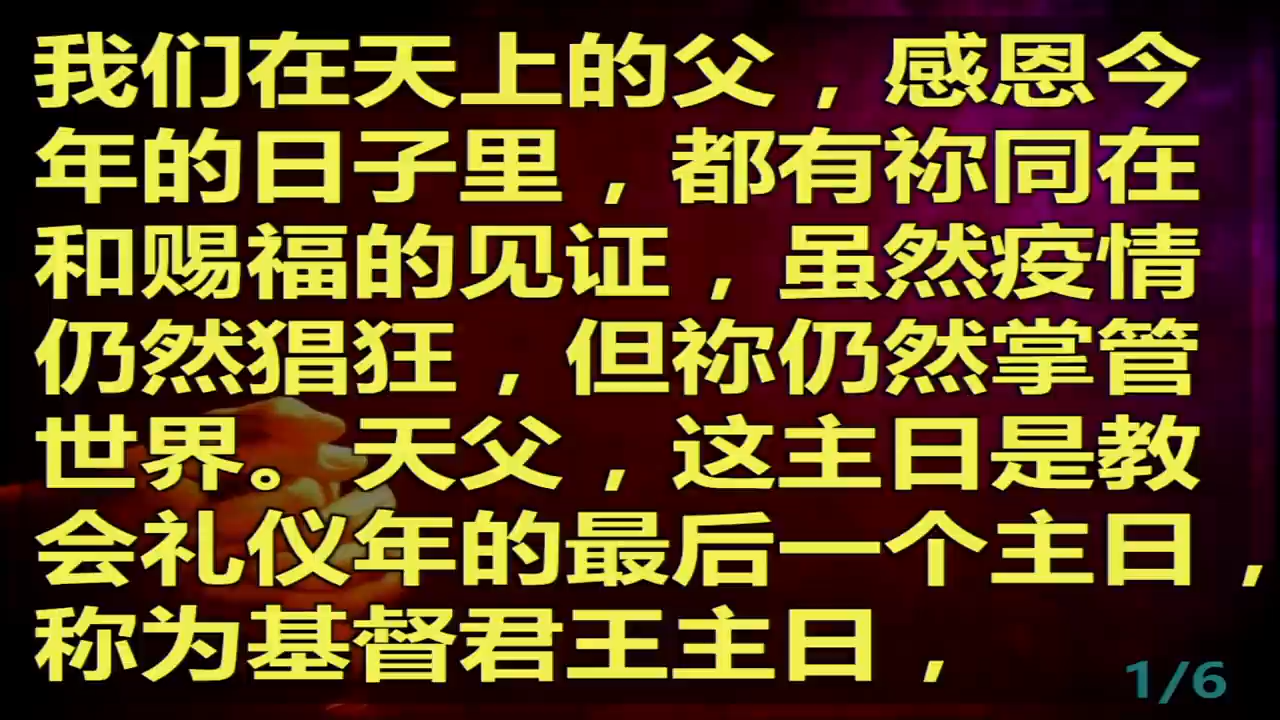 我们在天上的父，感恩今
年的日子里，都有祢同在
和赐福的见证，虽然疫情
仍然猖狂，但祢仍然掌管
世界。天父，这主日是教
会礼仪年的最后一个主日，
称为基督君王主日，
1/6